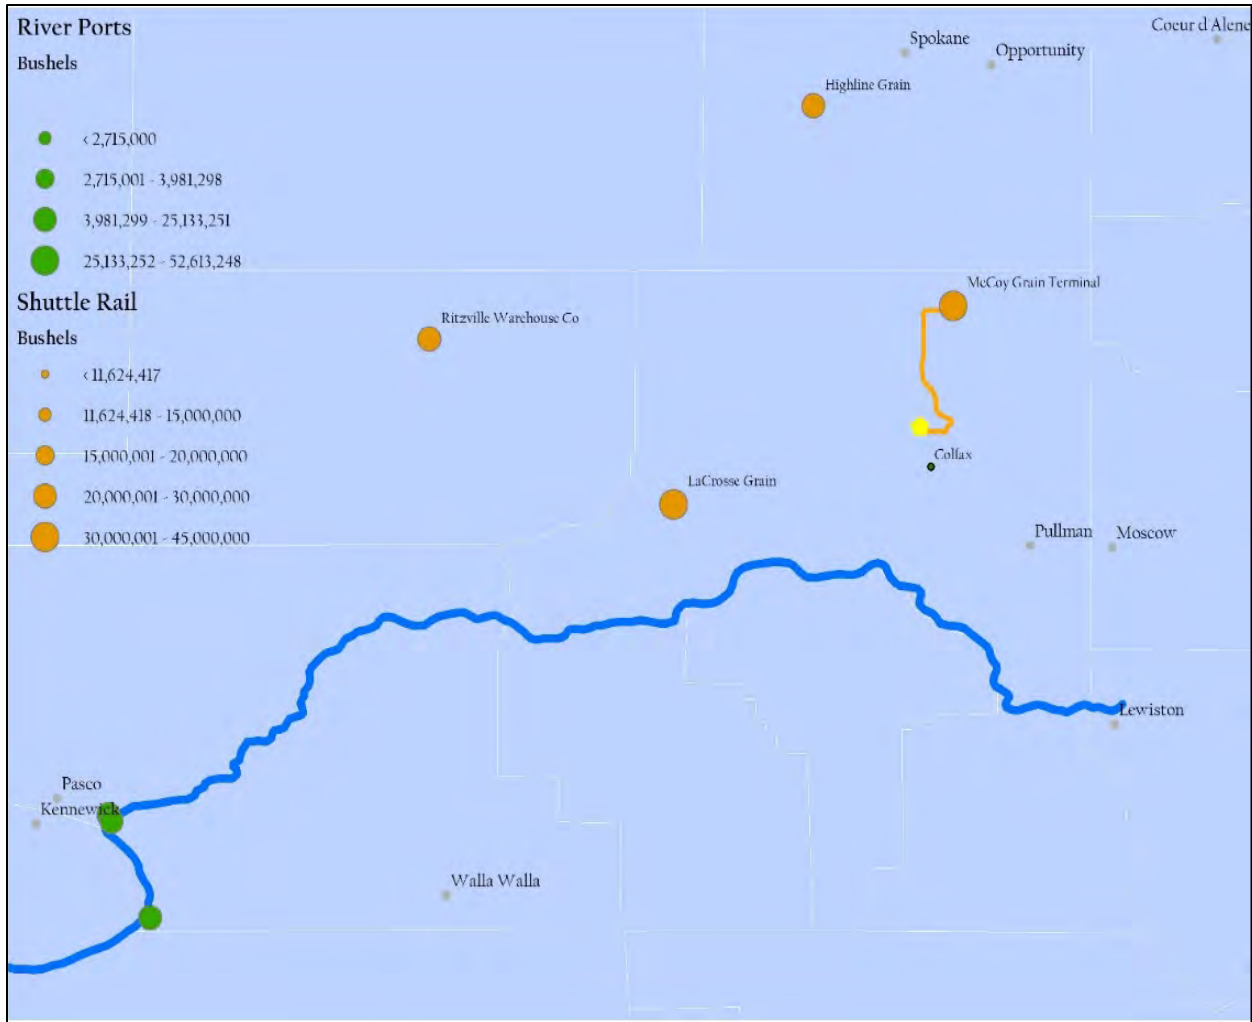 River Ports
Bushels
< 2,715,000
2,715,001 - 3,981,298
3,981,299 - 25,133,251
25,133,252 - 52,613,248
Shuttle Rail
Bushels
< 11,624,417
11,624,418 - 15,000,000
15,000,001 - 20,000,000
20,000,001 - 30,000,000
30,000,001 - 45,000,000
Coeur d'Alene
Spokane
Opportunity
Highline Grain
McCoy Grain Terminal
Ritzville Warehouse Co
Colfax
LaCrosse Grain
Pullman
Moscow
Lewiston
Pasco
Kennewick
Walla Walla